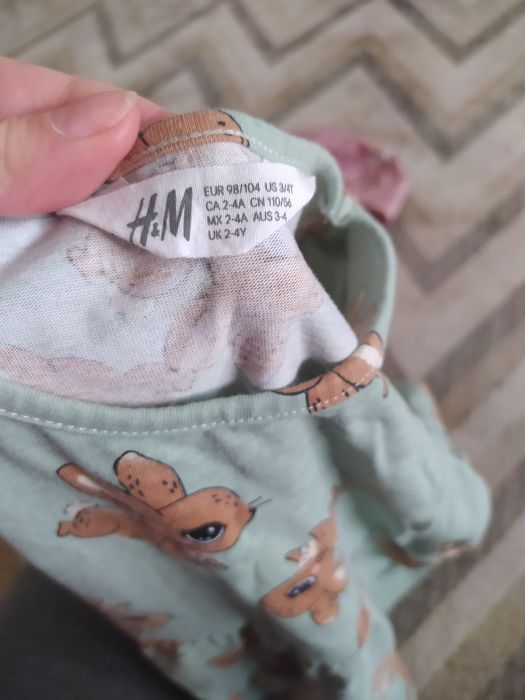 H&M
EUR 98/104 US 3/4T
CA 2-4A CN 110/56
MX 2-4A AUS 3-4
UK 2-4Y